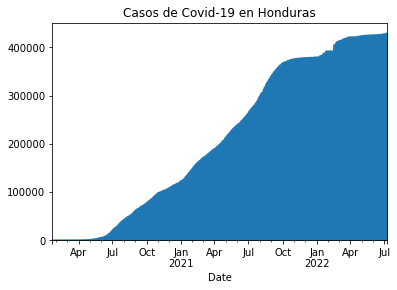 Casos de Covid-19 en Honduras
400000
300000
200000
100000
0
Apr Jul Oct Jan Apr Jul Oct Jan Apr Jul
2021 2022
Date